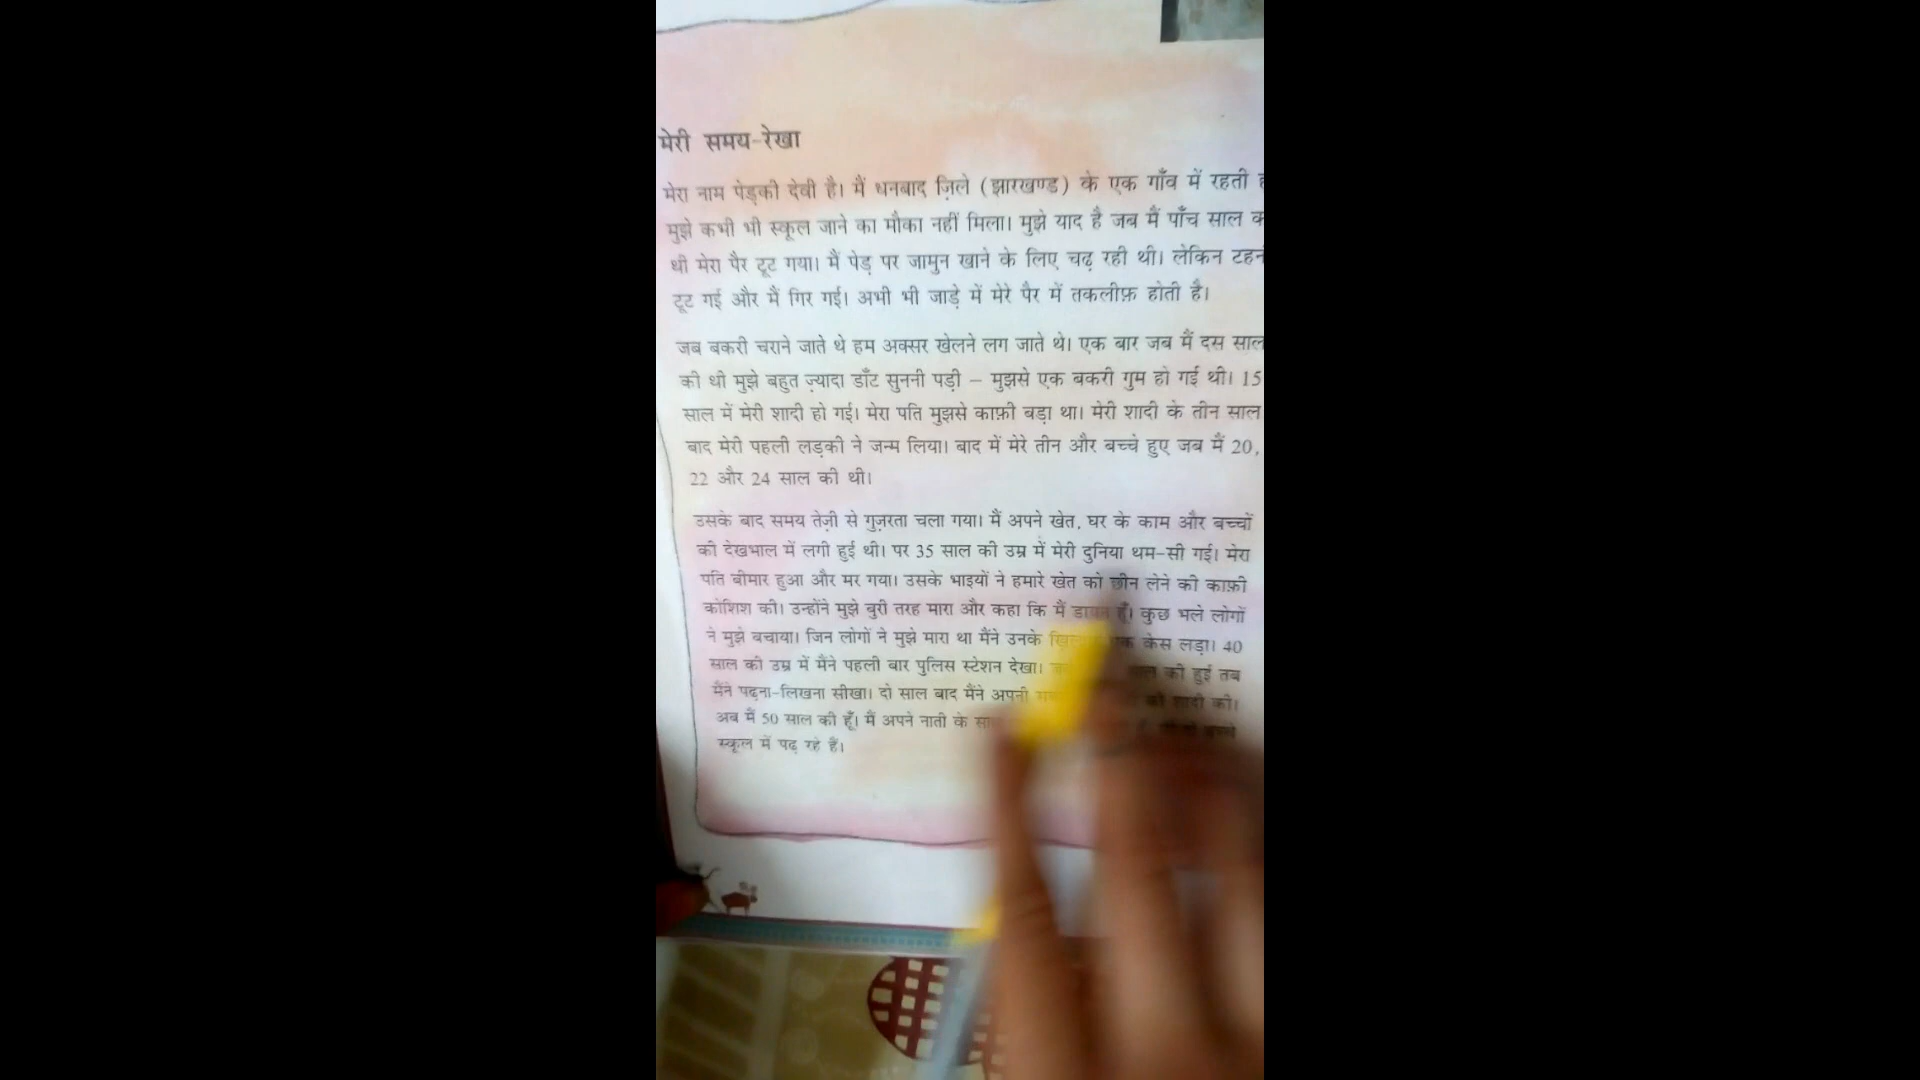 मेरी समय-रेखा
मेरा नाम पेड़की देवी है। मैं धनबाद ज़िले (झारखण्ड) के एक गाँव में रहती
मुझे कभी भी स्कूल जाने का मौका नहीं मिला। मुझे याद है जब मैं पाँच साल
थी मेरा पैर टूट गया। मैं पेड़ पर जामुन खाने के लिए चढ़ रही थी। लेकिन
टूट गई और मैं गिर गई। अभी भी जाड़े में मेरे पैर में तकलीफ़ होती है।
जब बकरी चराने जाते थे हम अक्सर खेलने लग जाते थे। एक बार जब मैं दस साल
की थी मुझे बहुत ज़्यादा डाँट सुननी पड़ी – मुझसे एक बकरी गुम हो गई थी। 15
साल में मेरी शादी हो गई। मेरा पति मुझसे काफ़ी बड़ा था। मेरी शादी के तीन साल
बाद मेरी पहली लड़की ने जन्म लिया। बाद में मेरे तीन और बच्चे हुए जब मैं 20,
22 और 24 साल की थी।
उसके बाद समय तेज़ी से गुज़रता चला गया। मैं अपने खेत, घर के काम और बच्चों
की देखभाल में लगी हुई थी। पर 35 साल की उम्र में मेरी दुनिया थम-सी गई। मेरा
पति बीमार हुआ और मर गया। उसके भाइयों ने हमारे खेत को छीन लेने की काफ़ी
कोशिश की। उन्होंने मुझे बुरी तरह मारा और कहा कि मैं हूँ। कुछ भले लोगों
ने मुझे बचाया। जिन लोगों ने मुझे मारा था मैंने उनके केस लड़ा। 40
साल की उम्र में मैंने पहली बार पुलिस स्टेशन देखा। की हुई तब
मैंने पढ़ना-लिखना सीखा। दो साल बाद मैंने अपनी की शादी की।
अब मैं 50 साल की हूँ। मैं अपने नाती के
स्कूल में पढ़ रहे हैं।